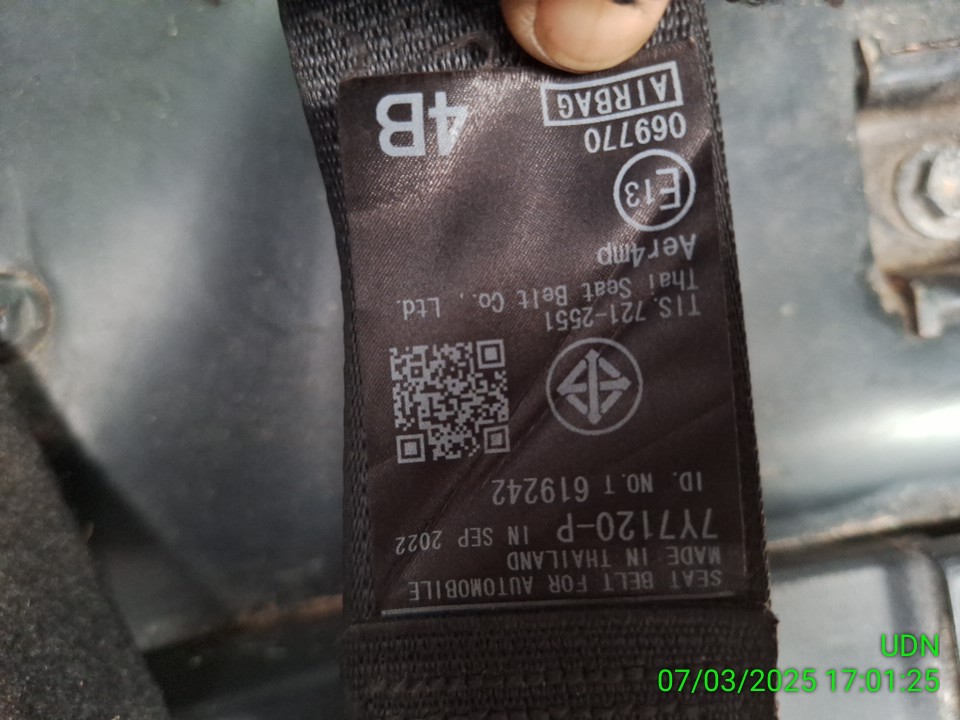 SEAT BELT FOR AUTOMOBILE
MADE IN THAILAND
7Y7120-P IN SEP 2022
ID. NO. T 619242
TIS. 721-2551
Thai Seat Belt Co., Ltd.
Aer4mp
E13
069770
AIRBAG
4B
UDN
07/03/2025 17:01:25